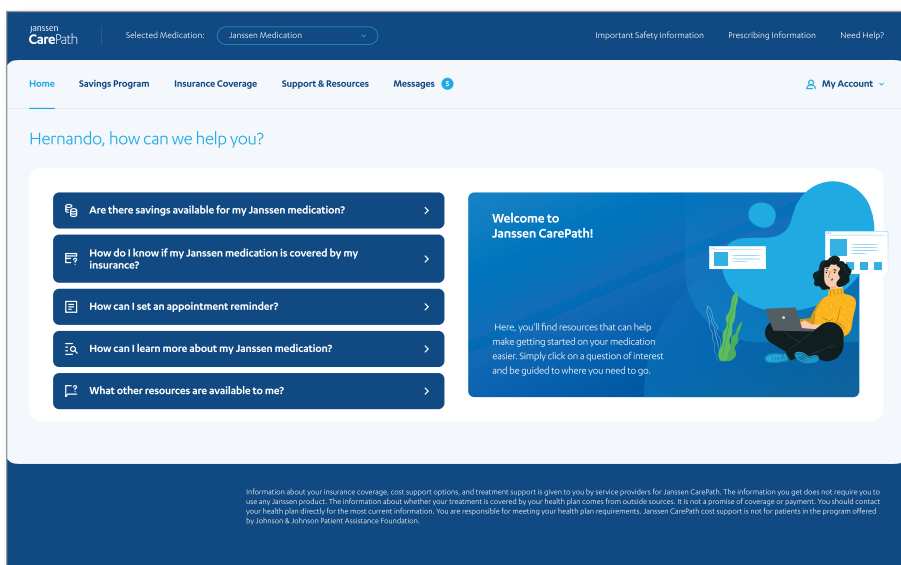 janssen
CarePath
Selected Medication:
Janssen Medication
Important Safety Information
Prescribing Information
Need Help?
Home
Savings Program
Insurance Coverage
Support & Resources
Messages
5
My Account
Hernando, how can we help you?
Are there savings available for my Janssen medication?
How do I know if my Janssen medication is covered by my
insurance?
How can I set an appointment reminder?
How can I learn more about my Janssen medication?
What other resources are available to me?
Welcome to
Janssen CarePath!
Here, you'll find resources that can help
make getting started on your medication
easier. Simply click on a question of interest
and be guided to where you need to go.
Information about your insurance coverage, cost support options, and treatment support is given to you by service providers for Janssen CarePath. The information you get does not require you to
use any Janssen product. The information about whether your treatment is covered by your health plan comes from outside sources. It is not a promise of coverage or payment. You should contact
your health plan directly for the most current information. You are responsible for meeting your health plan requirements. Janssen CarePath cost support is not for patients in the program offered
by Johnson & Johnson Patient Assistance Foundation.